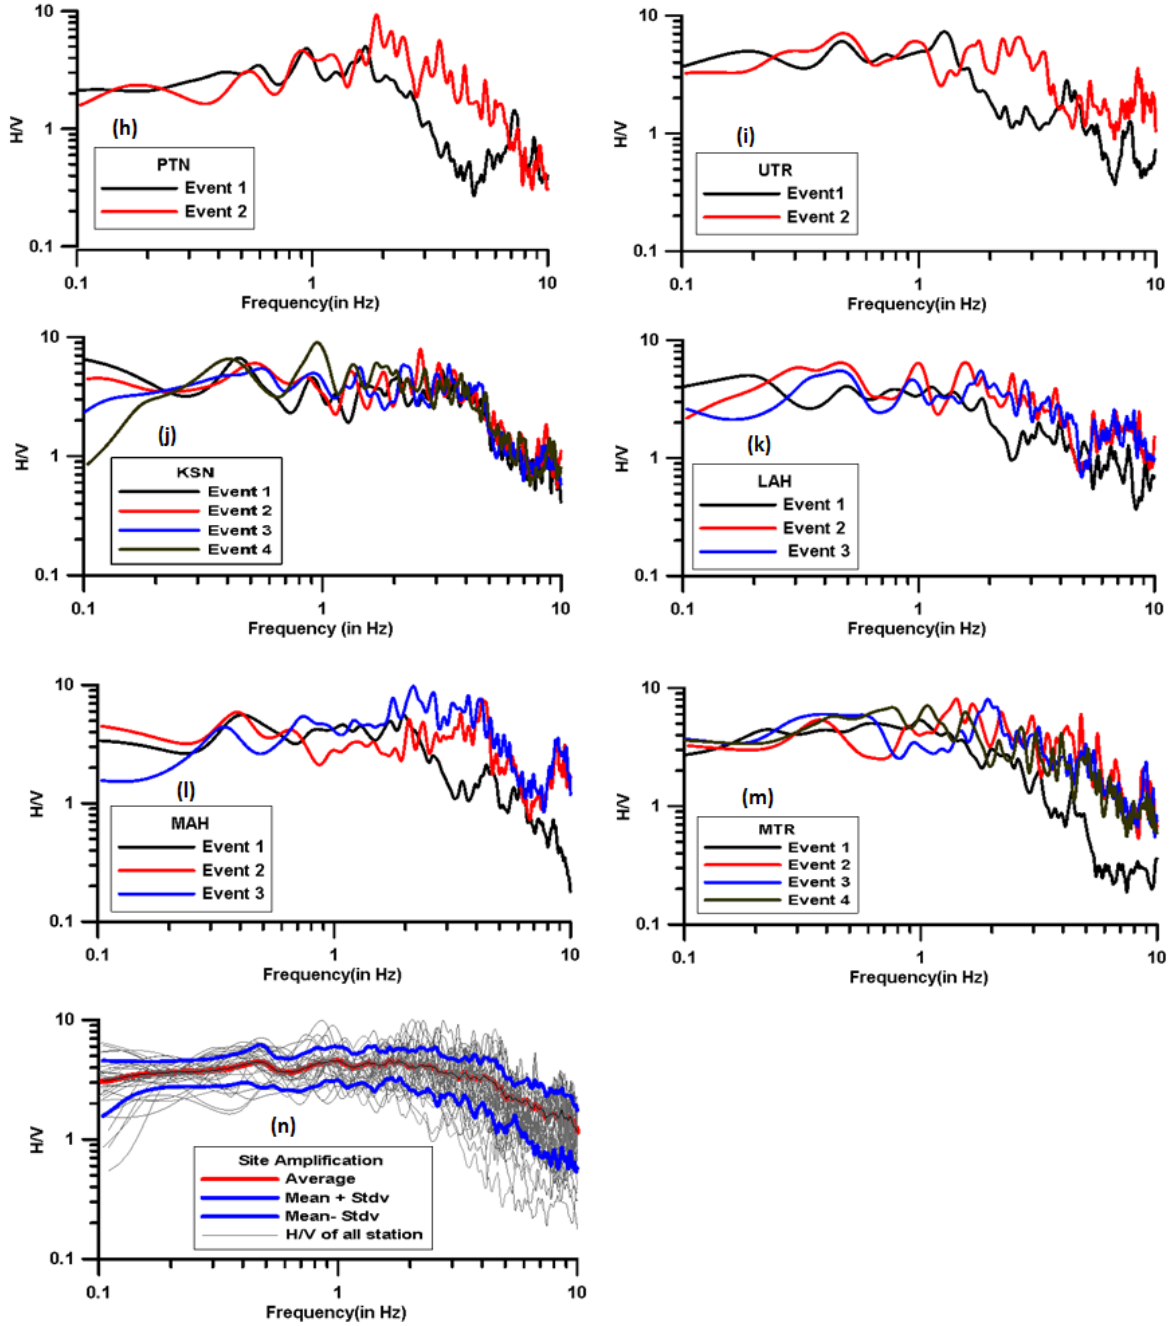 10
1
0.1
H/V
(h)
PTN
Event 1
Event 2
0.1
1
10
Frequency(in Hz)
10
1
0.1
H/V
(i)
UTR
Event1
Event 2
0.1
1
10
Frequency(in Hz)
10
1
0.1
H/V
(j)
KSN
Event 1
Event 2
Event 3
Event 4
0.1
1
10
Frequency (in Hz)
10
1
0.1
H/V
(k)
LAH
Event 1
Event 2
Event 3
0.1
1
10
Frequency(in Hz)
10
1
0.1
H/V
(l)
MAH
Event 1
Event 2
Event 3
0.1
1
10
Frequency(in Hz)
10
1
0.1
H/V
(m)
MTR
Event 1
Event 2
Event 3
Event 4
0.1
1
10
Frequency(in Hz)
10
1
0.1
H/V
(n)
Site Amplification
Average
Mean + Stdv
Mean- Stdv
H/V of all station
0.1
1
10
Frequency(in Hz)